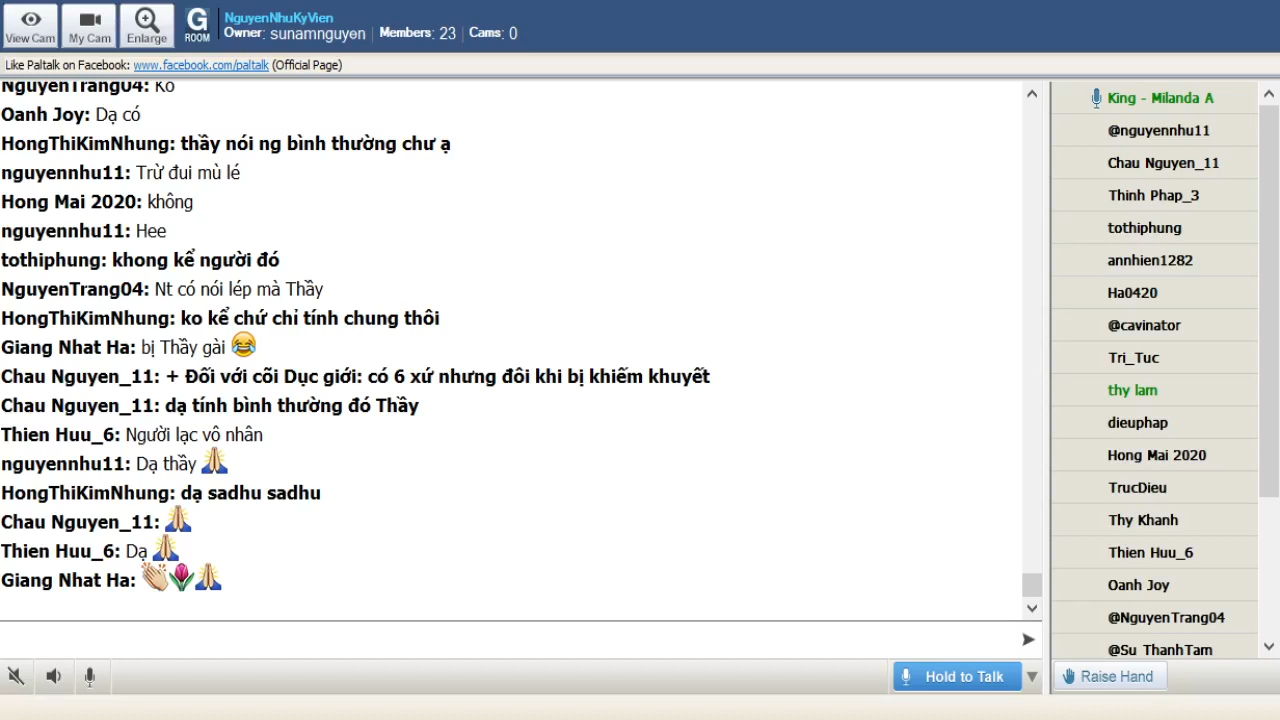 View Cam
My Cam
Enlarge
G
ROOM
NguyenNhuKyVien
Owner: sunamnguyen | Members: 23 | Cams: 0
Like Paltalk on Facebook: www.facebook.com/paltalk (Official Page)
NguyenTrang04: Ko
Oanh Joy: Dạ có
HongThiKimNhung: thầy nói ng bình thường chư ạ
nguyennhu11: Trừ đui mù lé
Hong Mai 2020: không
nguyennhu11: Hee
tothiphung: khong kể người đó
NguyenTrang04: Nt có nói lép mà Thầy
HongThiKimNhung: ko kể chứ chỉ tính chung thôi
Giang Nhat Ha: bị Thầy gài 😂
Chau Nguyen_11: + Đối với cõi Dục giới: có 6 xứ nhưng đôi khi bị khiếm khuyết
Chau Nguyen_11: dạ tính bình thường đó Thầy
Thien Huu_6: Người lạc vô nhân
nguyennhu11: Dạ thầy 🙏
HongThiKimNhung: dạ sadhu sadhu
Chau Nguyen_11: 🙏
Thien Huu_6: Dạ 🙏
Giang Nhat Ha: 👏🌷🙏
Hold to Talk
King - Milanda A
@nguyennhu11
Chau Nguyen_11
Thinh Phap_3
tothiphung
annhien1282
Ha0420
@cavinator
Tri_Tuc
thy lam
dieuphap
Hong Mai 2020
TrucDieu
Thy Khanh
Thien Huu_6
Oanh Joy
@NguyenTrang04
@Su ThanhTam
Raise Hand